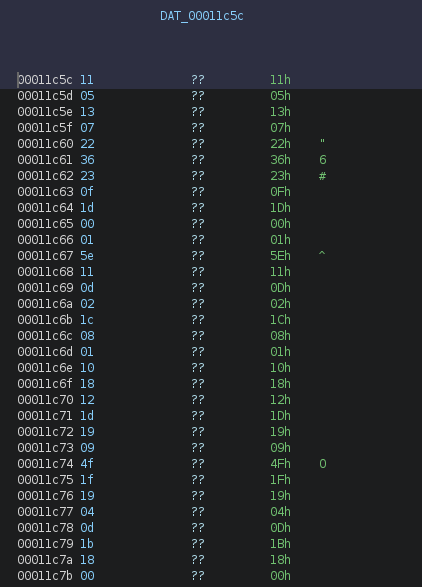 DAT_00011c5c
00011c5c 11 ?? 11h
00011c5d 05 ?? 05h
00011c5e 13 ?? 13h
00011c5f 07 ?? 07h
00011c60 22 ?? 22h "
00011c61 36 ?? 36h 6
00011c62 23 ?? 23h #
00011c63 0f ?? 0Fh
00011c64 1d ?? 1Dh
00011c65 00 ?? 00h
00011c66 01 ?? 01h
00011c67 5e ?? 5Eh ^
00011c68 11 ?? 11h
00011c69 0d ?? 0Dh
00011c6a 02 ?? 02h
00011c6b 1c ?? 1Ch
00011c6c 08 ?? 08h
00011c6d 01 ?? 01h
00011c6e 10 ?? 10h
00011c6f 18 ?? 18h
00011c70 12 ?? 12h
00011c71 1d ?? 1Dh
00011c72 19 ?? 19h
00011c73 09 ?? 09h
00011c74 4f ?? 4Fh O
00011c75 1f ?? 1Fh
00011c76 19 ?? 19h
00011c77 04 ?? 04h
00011c78 0d ?? 0Dh
00011c79 1b ?? 1Bh
00011c7a 18 ?? 18h
00011c7b 00 ?? 00h